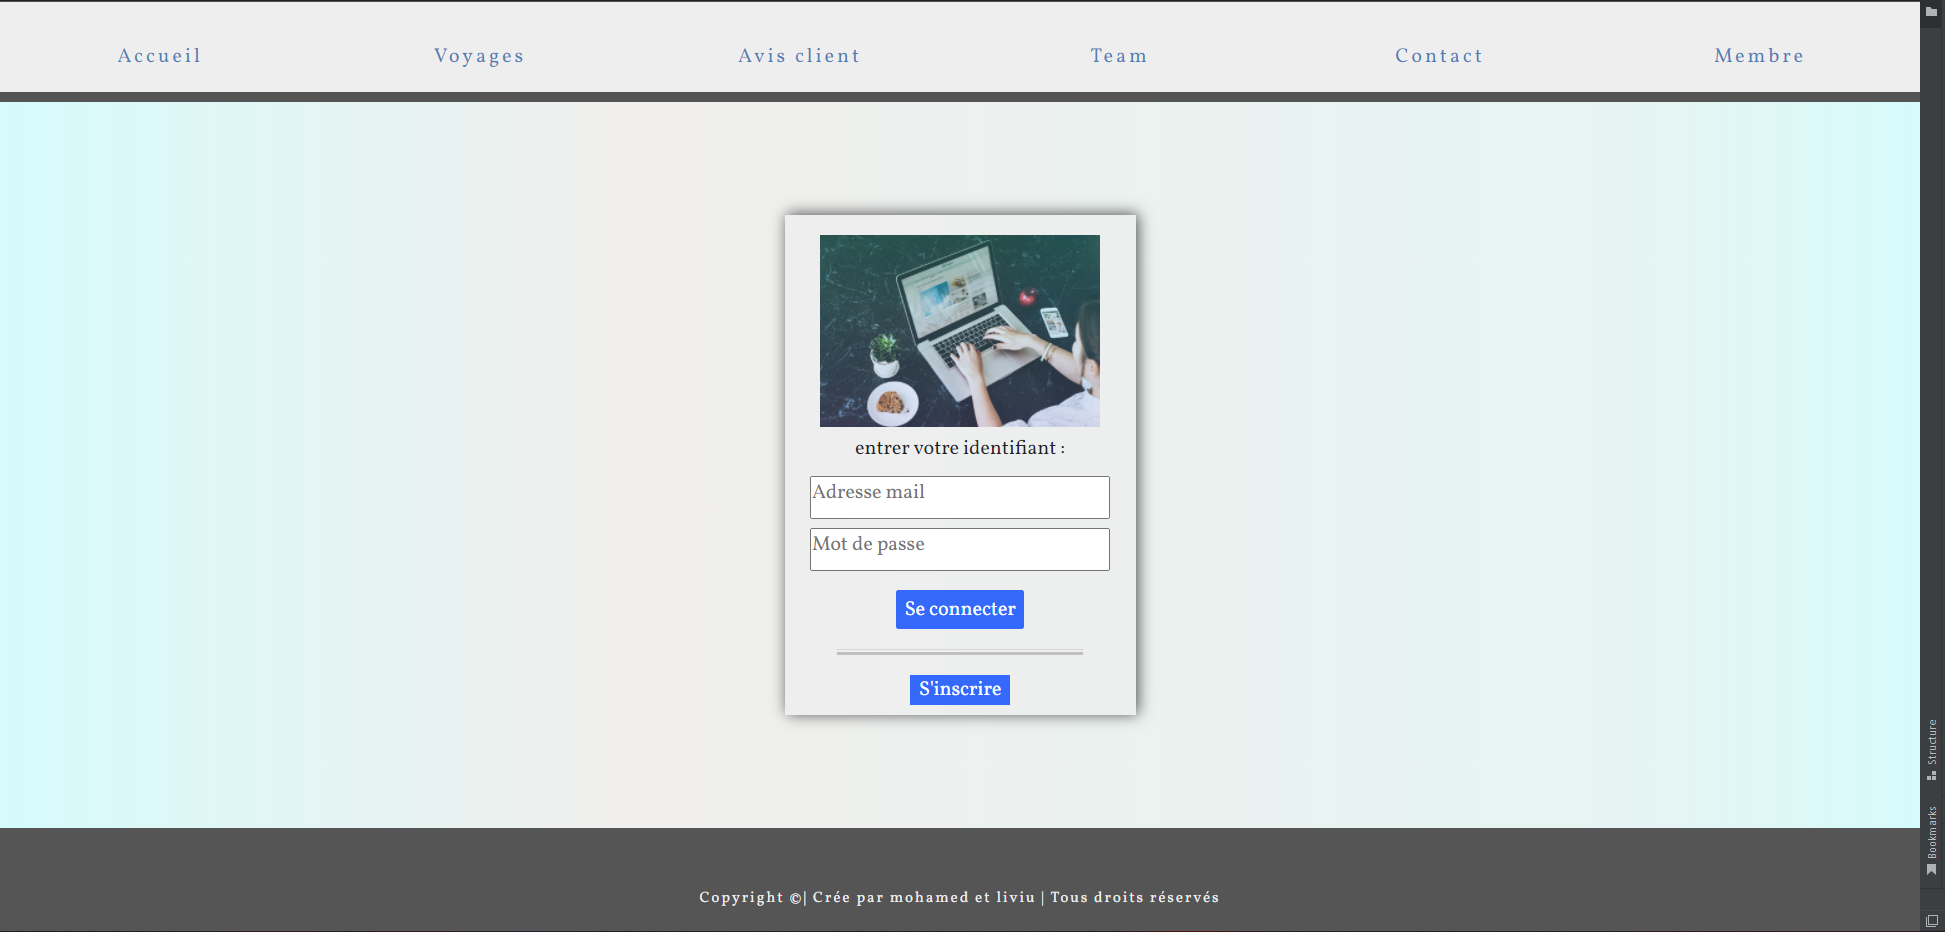 Accueil Voyages Avis client Team Contact Membre
entrer votre identifiant :
Adresse mail
Mot de passe
Se connecter
S'inscrire
Structure
Bookmarks
Copyright ©| Crée par mohamed et liviu | Tous droits réservés